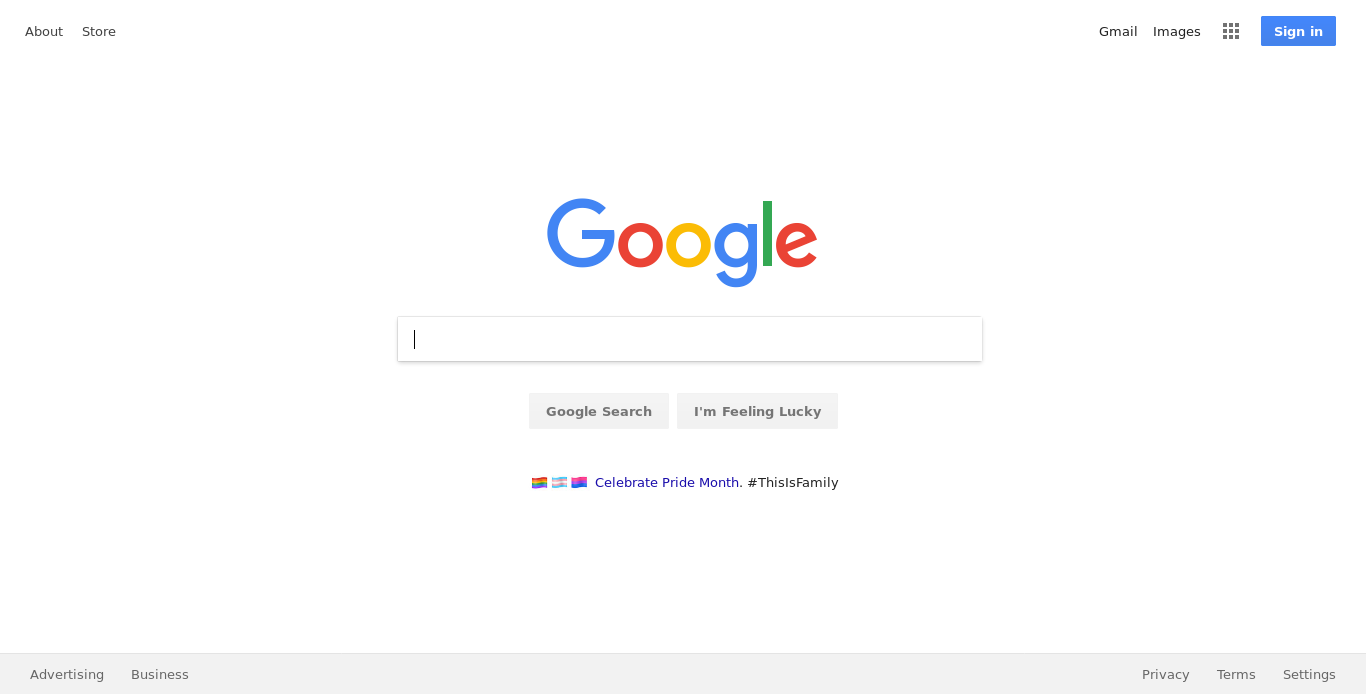 About Store Gmail Images Sign in
Google
Google Search I'm Feeling Lucky
Celebrate Pride Month. #ThisIsFamily
Advertising Business Privacy Terms Settings